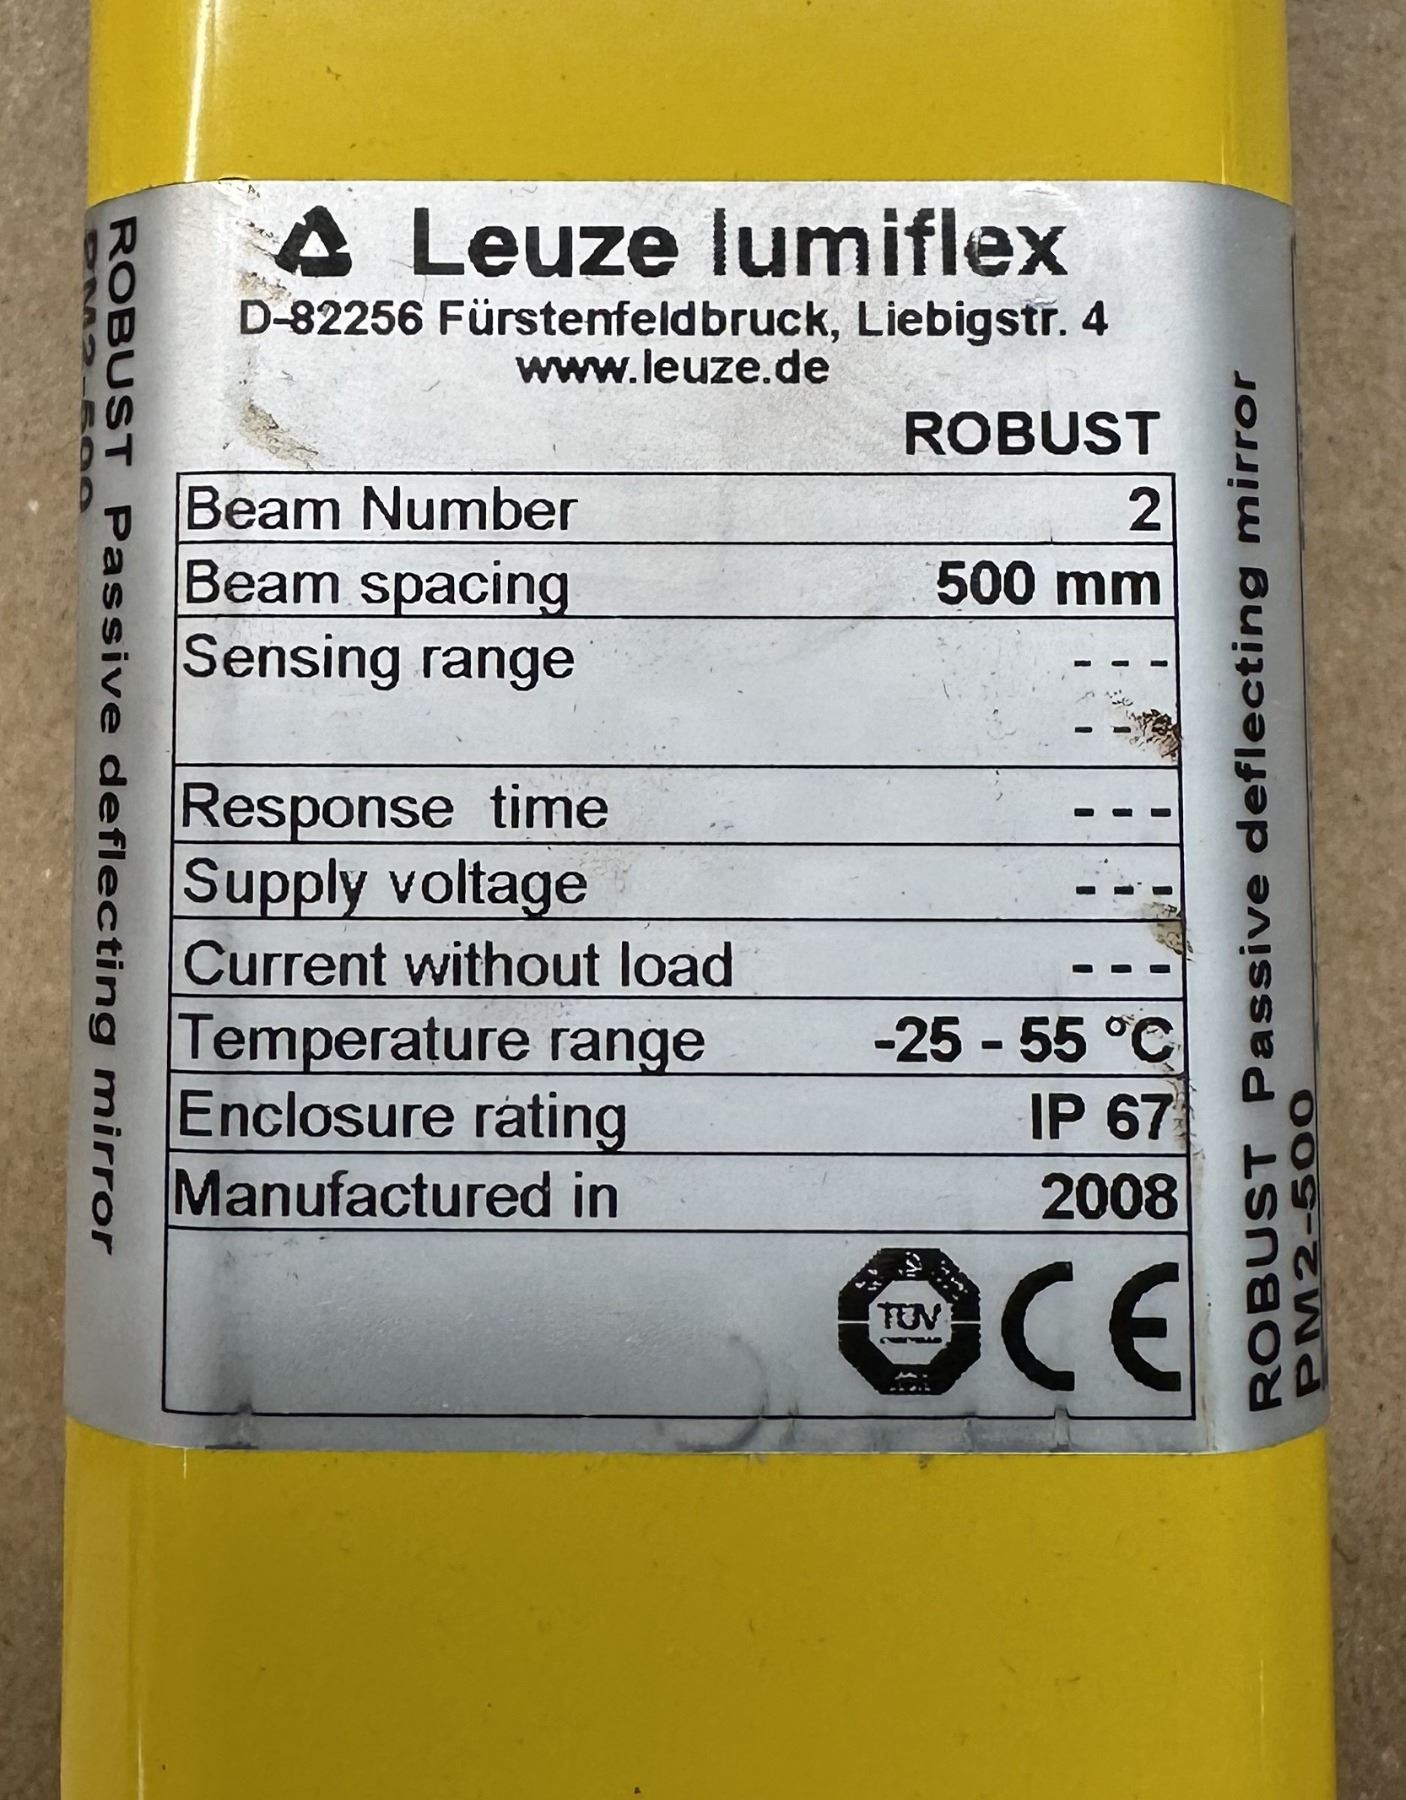 Leuze lumiflex
D-82256 Fürstenfeldbruck, Liebigstr. 4
www.leuze.de
ROBUST
Beam Number 2
Beam spacing 500 mm
Sensing range - - -
- - -
Response time - - -
Supply voltage - - -
Current without load - - -
Temperature range -25 - 55 °C
Enclosure rating IP 67
Manufactured in 2008
TÜV
CE
ROBUST Passive deflecting mirror
PM2-500
ROBUST Passive deflecting mirror
PM2-500